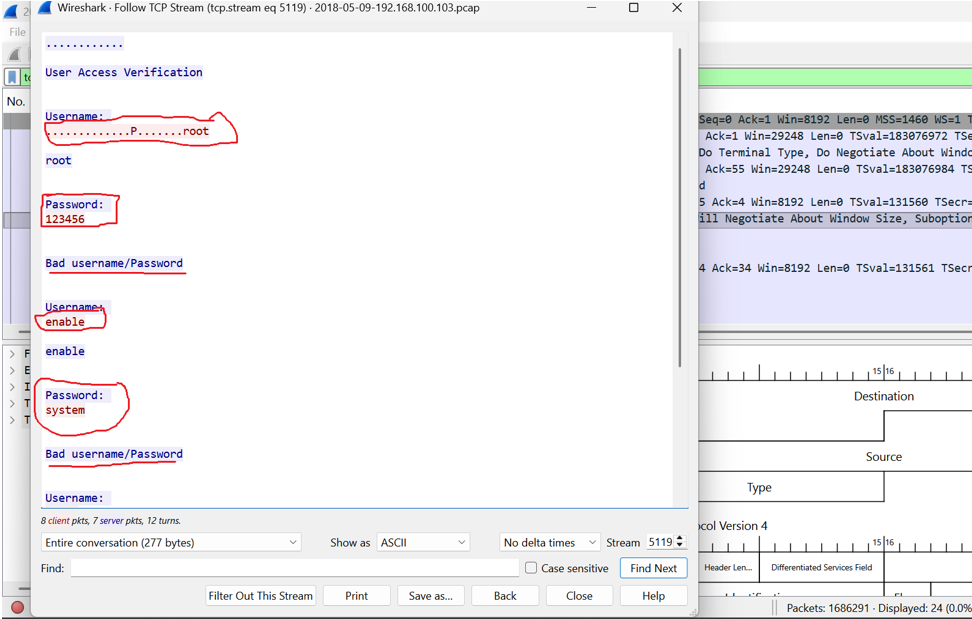 Wireshark · Follow TCP Stream (tcp.stream eq 5119) · 2018-05-09-192.168.100.103.pcap
File
No.
............
User Access Verification
Username:
.............P.......root
root
Password:
123456
Bad username/Password
Username:
enable
enable
Password:
system
Bad username/Password
Username:
8 client pkts, 7 server pkts, 12 turns.
Entire conversation (277 bytes)
Show as
ASCII
No delta times
Stream 5119
Find:
Case sensitive
Find Next
Filter Out This Stream
Print
Save as...
Back
Close
Help
Seq=0 Ack=1 Win=8192 Len=0 MSS=1460 WS=1 T
Ack=1 Win=29248 Len=0 TSval=183076972 TSe
Do Terminal Type, Do Negotiate About Windo
Ack=55 Win=29248 Len=0 TSval=183076984 TS
d
5 Ack=4 Win=8192 Len=0 TSval=131560 TSecr=
ill Negotiate About Window Size, Suboption
4 Ack=34 Win=8192 Len=0 TSval=131561 TSecr
15 16
Destination
Source
Type
ocol Version 4
15 16
Header Len...
Differentiated Services Field
Packets: 1686291 · Displayed: 24 (0.0%